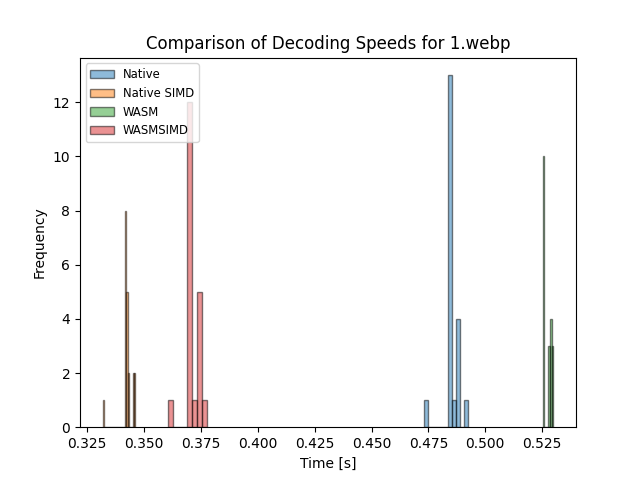 Comparison of Decoding Speeds for 1.webp
Native
Native SIMD
WASM
WASMSIMD
Frequency
12
10
8
6
4
2
0
0.325 0.350 0.375 0.400 0.425 0.450 0.475 0.500 0.525
Time [s]